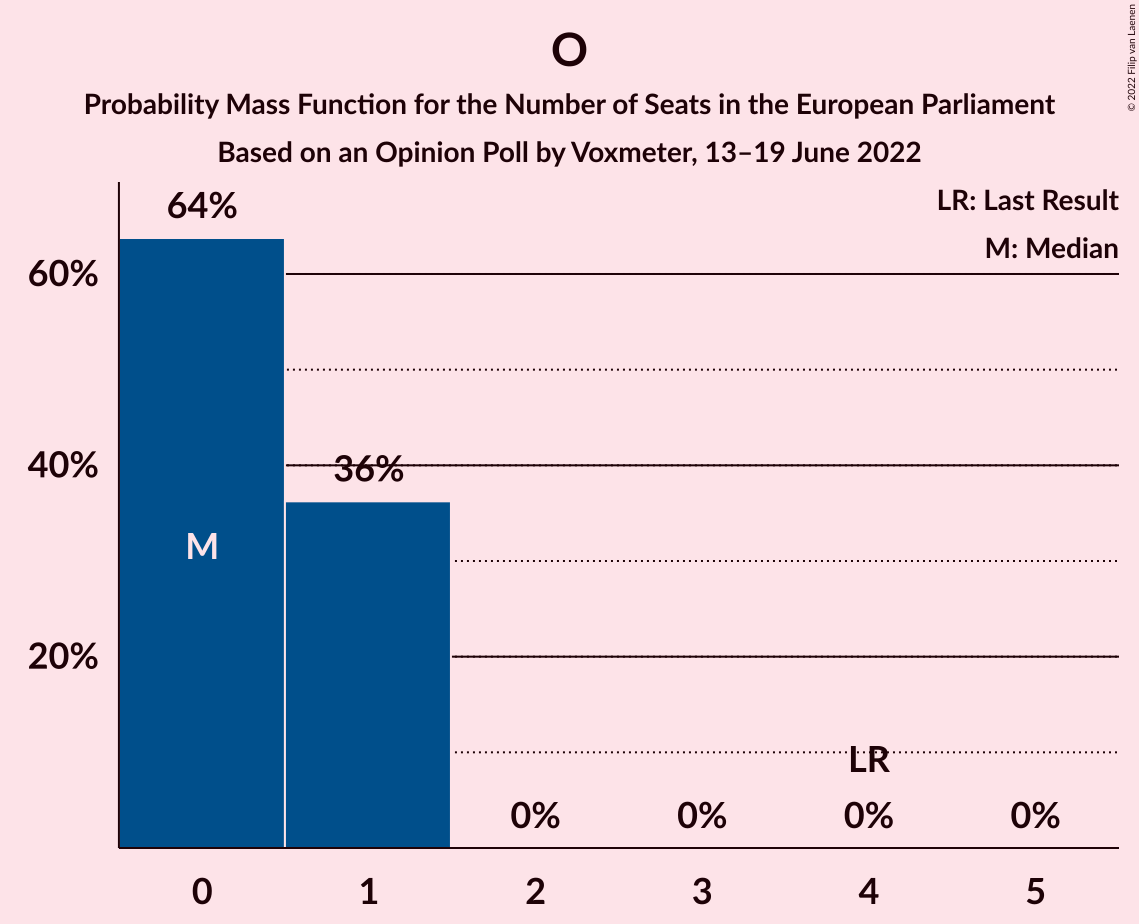 O
Probability Mass Function for the Number of Seats in the European Parliament
Based on an Opinion Poll by Voxmeter, 13–19 June 2022
© 2022 Filip van Laenen
LR: Last Result
M: Median
64%
60%
40%
36%
M
20%
LR
0% 0% 0% 0%
0 1 2 3 4 5